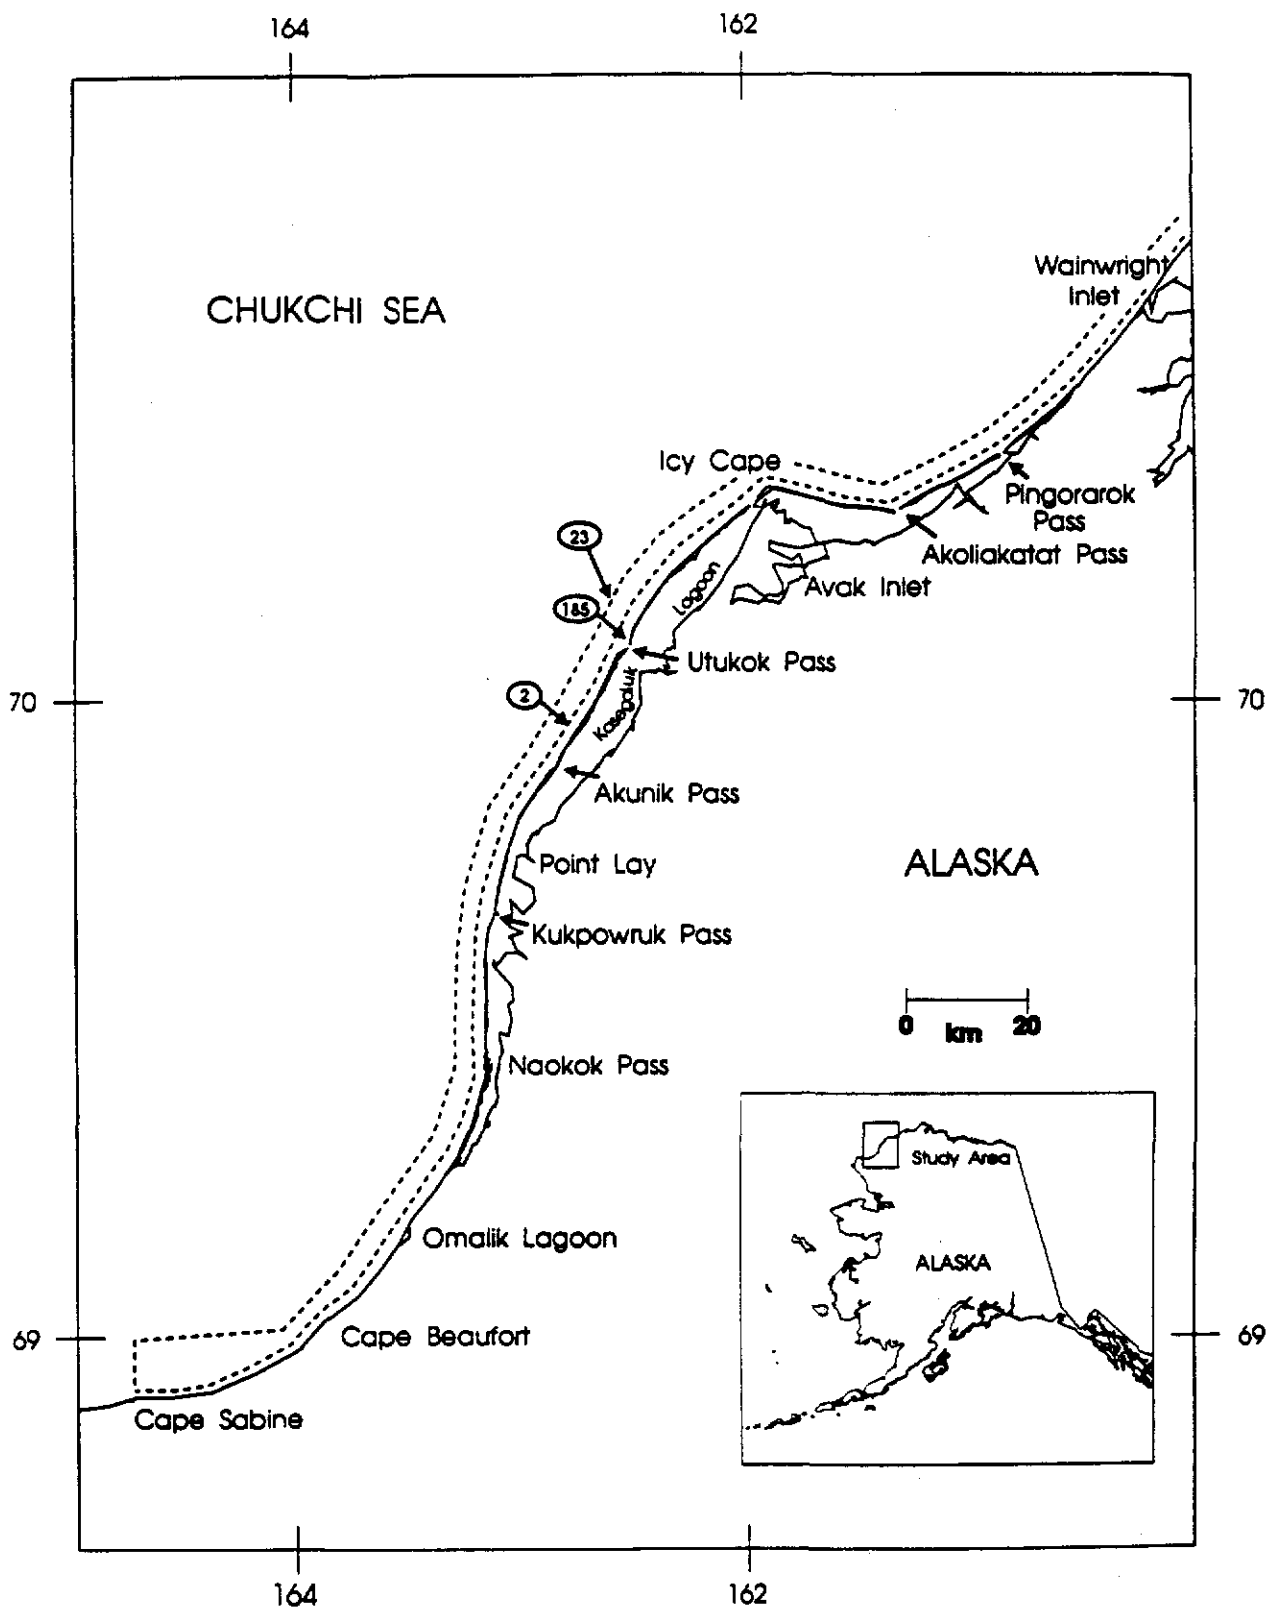 164 162
Wainwright
Inlet
CHUKCHI SEA
Icy Cape
Pingorarok
Pass
23
Akoliakatat Pass
Lagoon
Avak Inlet
185
Utukok Pass
2
70 70
Kasegaluk
Akunik Pass
Point Lay
ALASKA
Kukpowruk Pass
0 km 20
Naokok Pass
Study Area
Omalik Lagoon
ALASKA
69 69
Cape Beaufort
Cape Sabine
164 162